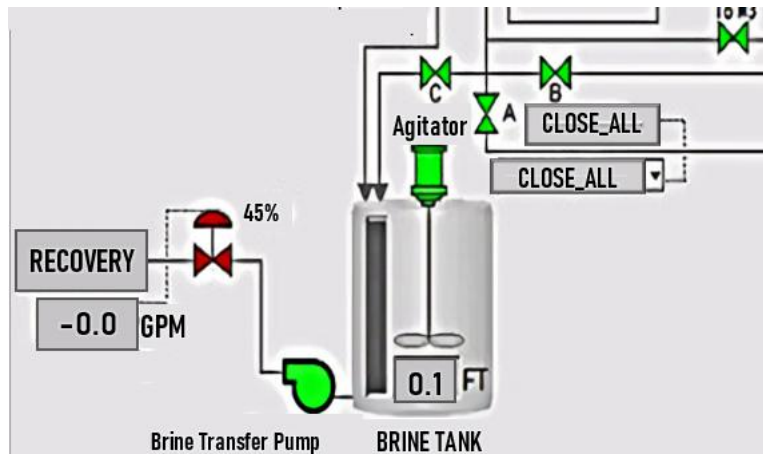 C
B
A
Agitator
CLOSE_ALL
CLOSE_ALL
45%
RECOVERY
-0.0 GPM
0.1 FT
Brine Transfer Pump
BRINE TANK